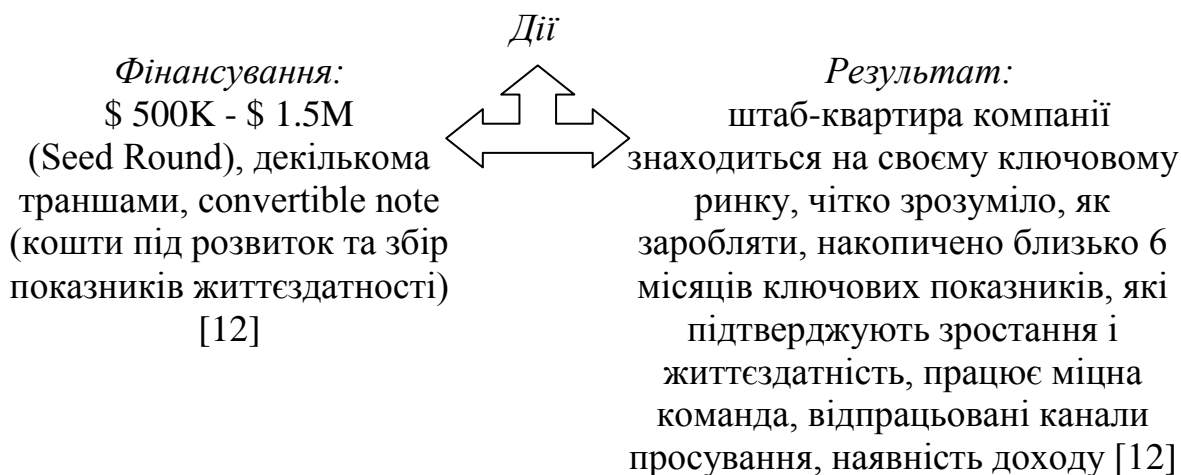 Дії
Фінансування:
$ 500K - $ 1.5M
(Seed Round), декількома
траншами, convertible note
(кошти під розвиток та збір
показників життєздатності)
[12]
Результат:
штаб-квартира компанії
знаходиться на своєму ключовому
ринку, чітко зрозуміло, як
заробляти, накопичено близько 6
місяців ключових показників, які
підтверджують зростання і
життєздатність, працює міцна
команда, відпрацьовані канали
просування, наявність доходу [12]